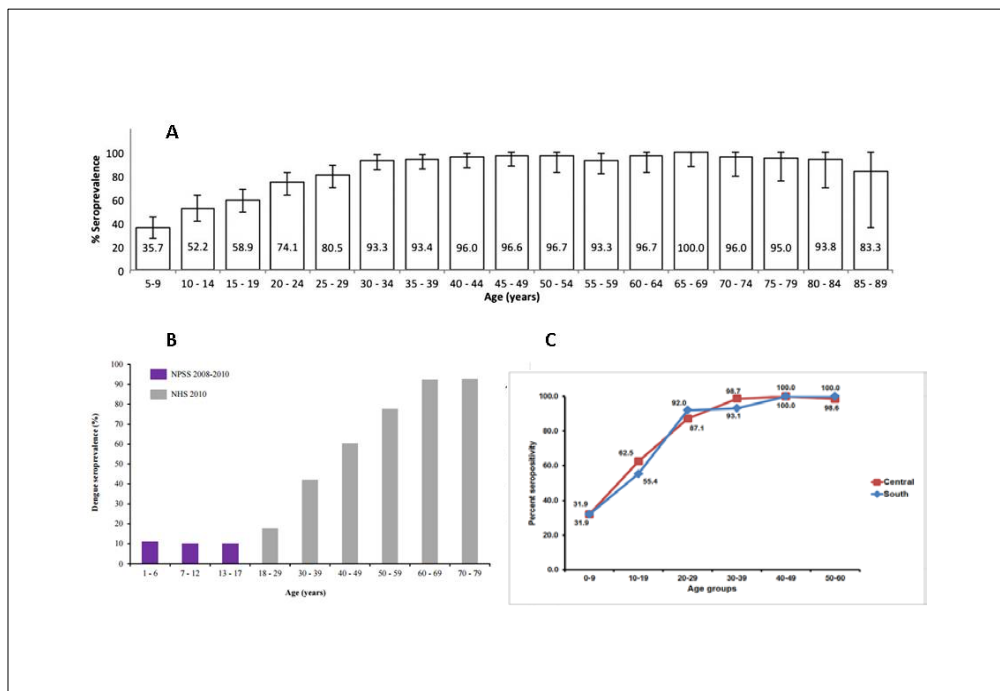 A
% Seroprevalence
100
80
60
40
20
0
35.7 52.2 58.9 74.1 80.5 93.3 93.4 96.0 96.6 96.7 93.3 96.7 100.0 96.0 95.0 93.8 83.3
5-9 10 - 14 15 - 19 20 - 24 25 - 29 30 - 34 35 - 39 40 - 44 45 - 49 50 - 54 55 - 59 60 - 64 65 - 69 70 - 74 75 - 79 80 - 84 85 - 89
Age (years)
B
Dengue seroprevalence (%)
100
90
80
70
60
50
40
30
20
10
0
NPSS 2008-2010
NHS 2010
1 - 6 7 - 12 13 - 17 18 - 29 30 - 39 40 - 49 50 - 59 60 - 69 70 - 79
Age (years)
C
Percent seropositivity
100.0
80.0
60.0
40.0
20.0
0.0
31.9 62.5 87.1 98.7 100.0 98.6
31.9 55.4 92.0 93.1 100.0 100.0
Central
South
0-9 10-19 20-29 30-39 40-49 50-60
Age groups